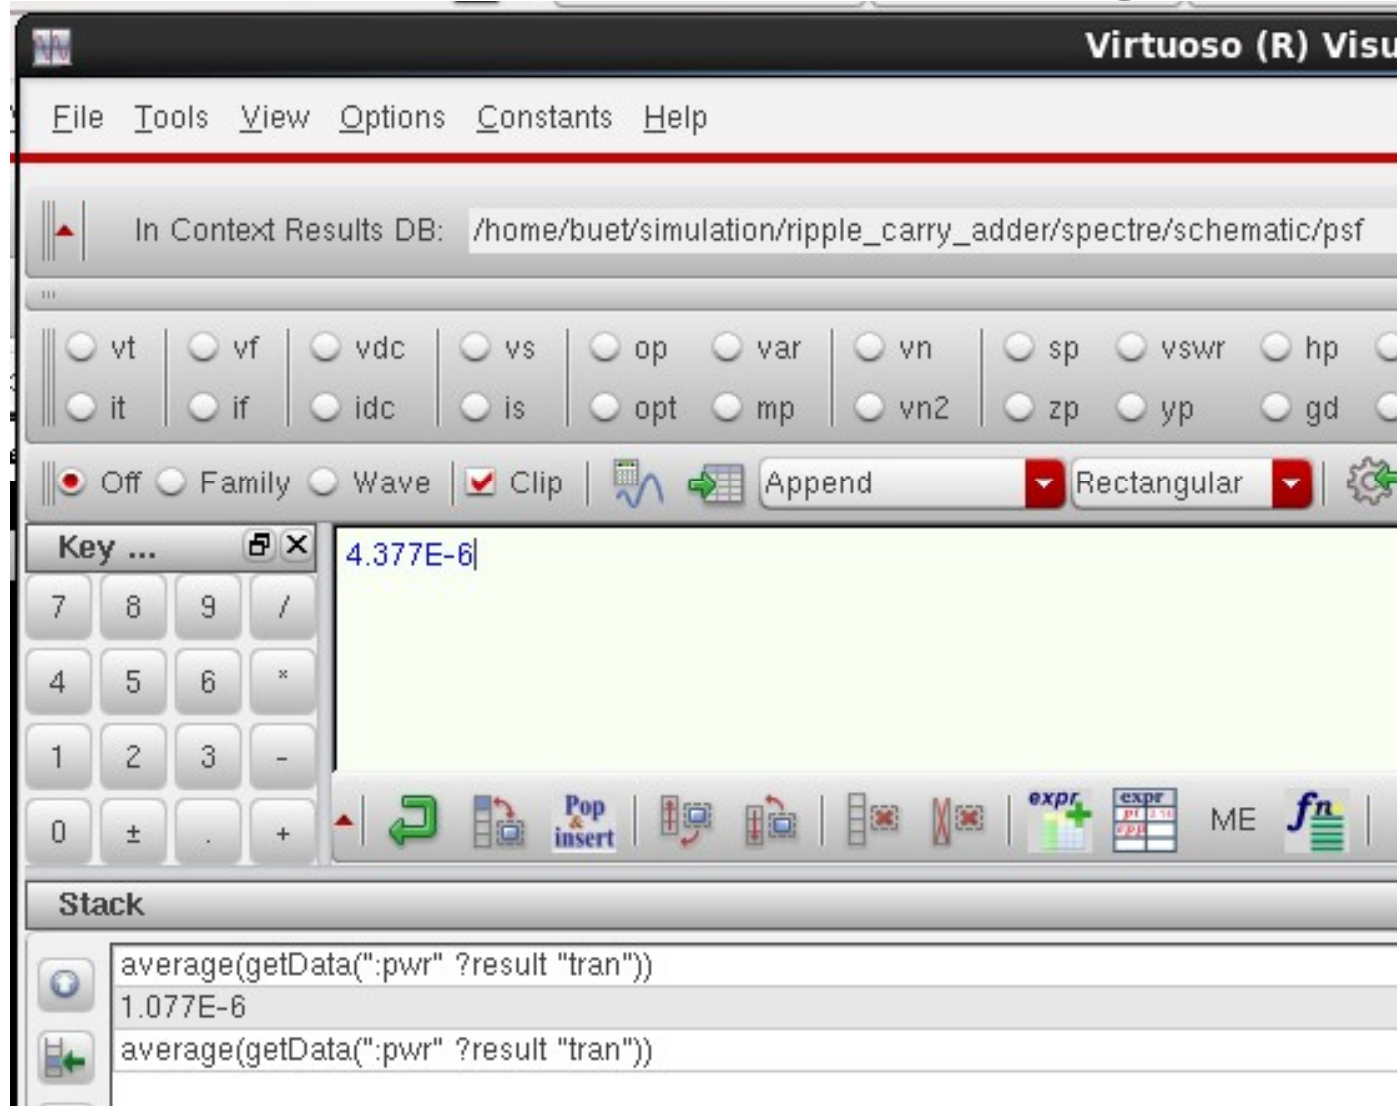 Virtuoso (R) Visu
File Tools View Options Constants Help
In Context Results DB: /home/buet/simulation/ripple_carry_adder/spectre/schematic/psf
vt vf vdc vs op var vn sp vswr hp
it if idc is opt mp vn2 zp yp gd
Off Family Wave Clip Append Rectangular
Key ...
4.377E-6
7 8 9 /
4 5 6 *
1 2 3 -
0 ± . +
Pop & insert expr expr ME fn
Stack
average(getData(":pwr" ?result "tran"))
1.077E-6
average(getData(":pwr" ?result "tran"))